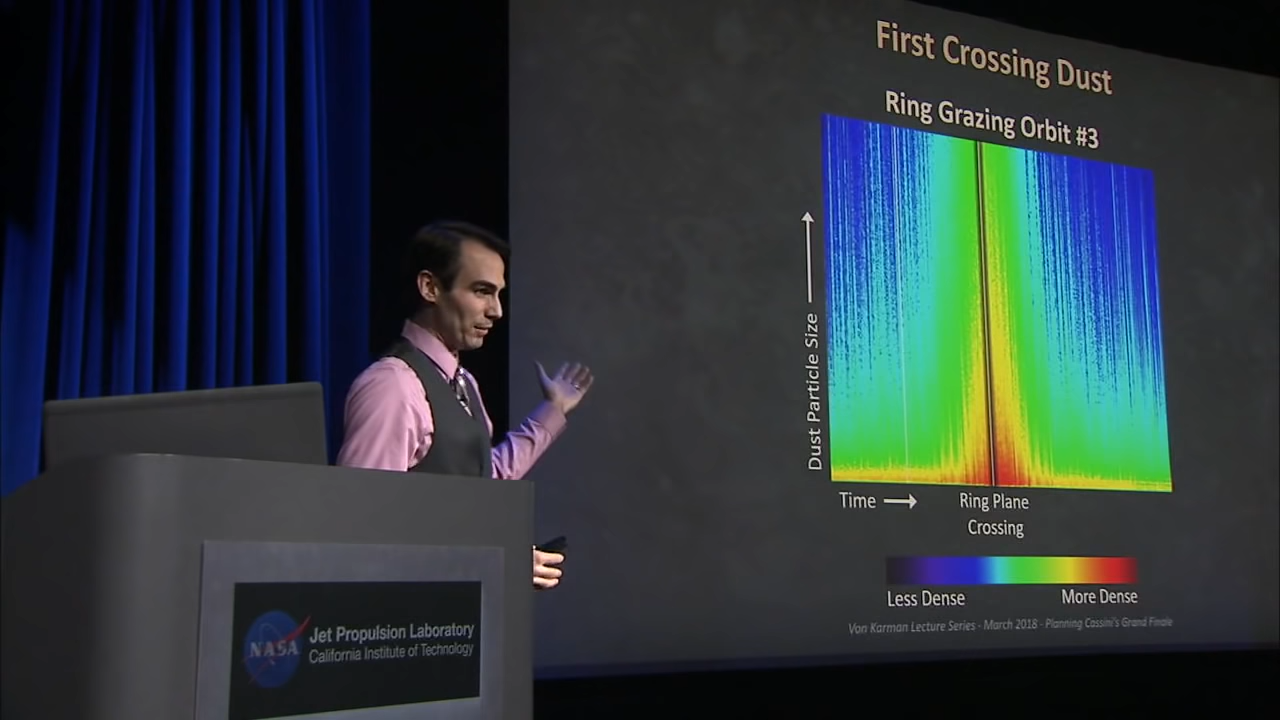 First Crossing Dust
Ring Grazing Orbit #3
Dust Particle Size
Time
Ring Plane
Crossing
Less Dense
More Dense
Von Karman Lecture Series - March 2018 - Planning Cassini's Grand Finale
NASA
Jet Propulsion Laboratory
California Institute of Technology